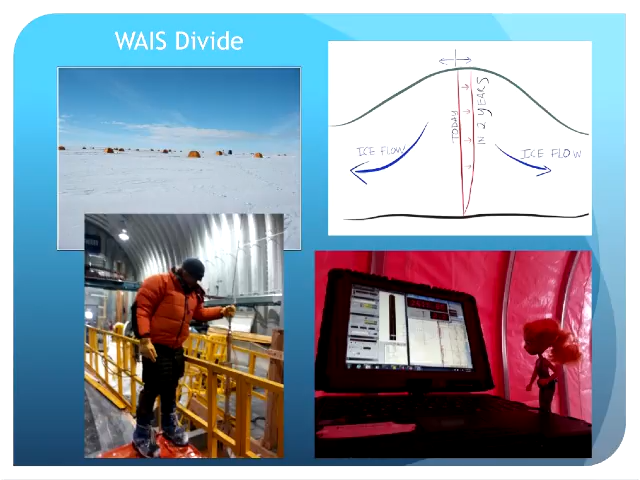 WAIS Divide
TODAY
IN 2 YEARS
ICE FLOW
ICE FLOW